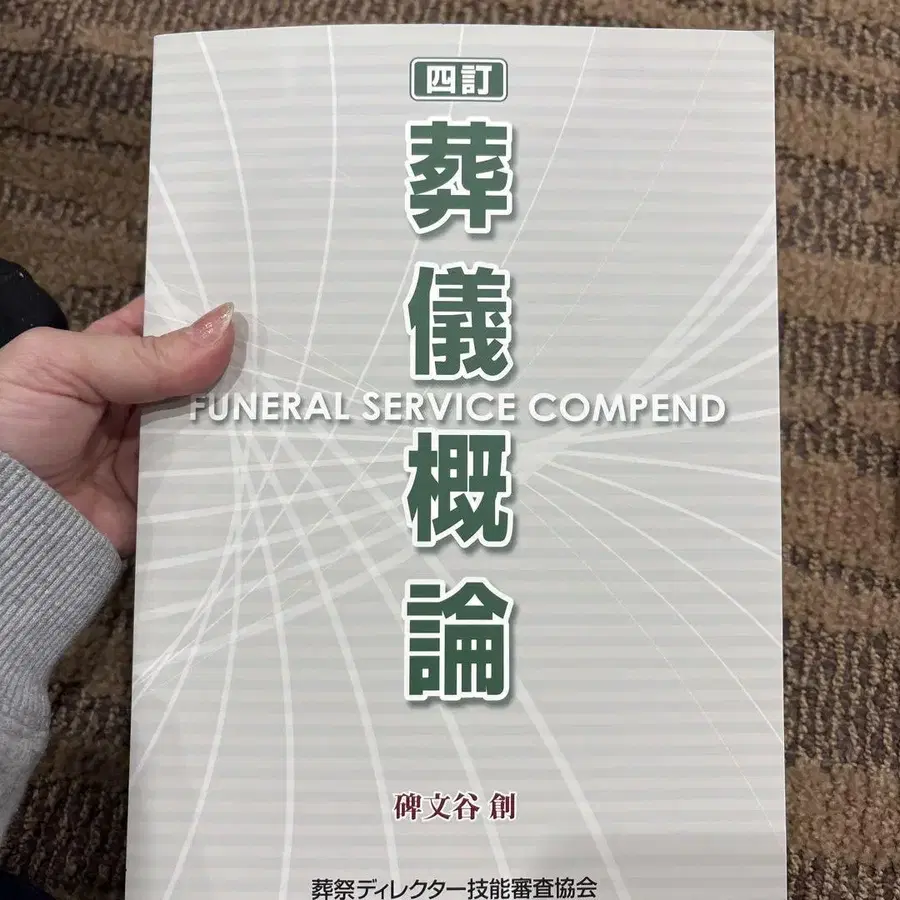 四訂
葬儀概論
FUNERAL SERVICE COMPEND
碑文谷 創
葬祭ディレクター技能審査協会